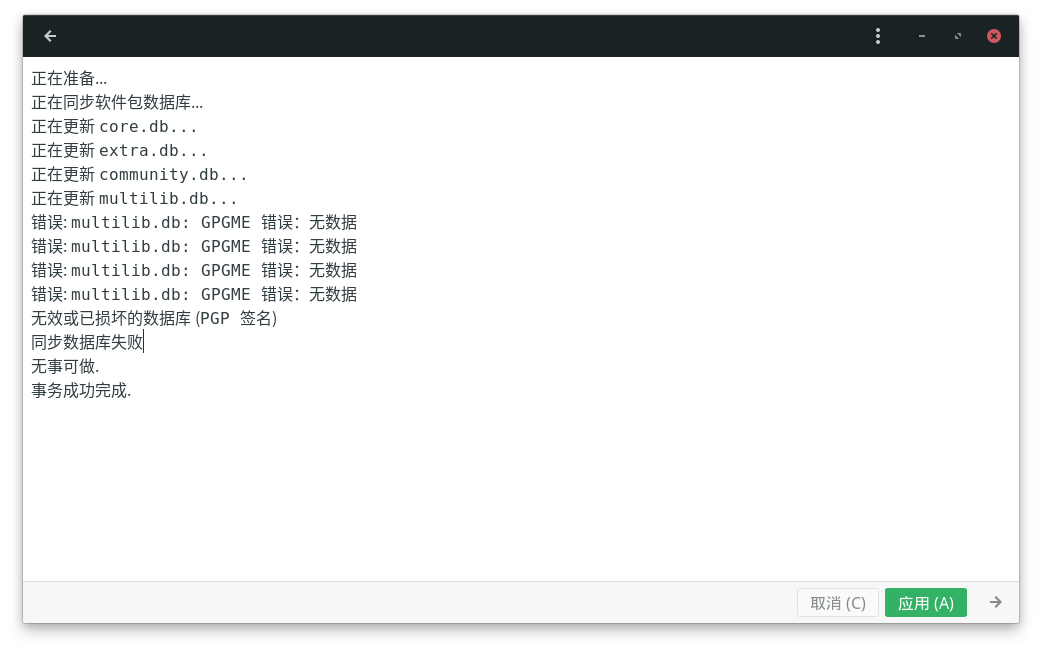 正在准备...
正在同步软件包数据库...
正在更新 core.db...
正在更新 extra.db...
正在更新 community.db...
正在更新 multilib.db...
错误: multilib.db: GPGME 错误：无数据
错误: multilib.db: GPGME 错误：无数据
错误: multilib.db: GPGME 错误：无数据
错误: multilib.db: GPGME 错误：无数据
无效或已损坏的数据库 (PGP 签名)
同步数据库失败
无事可做.
事务成功完成.
取消 (C) 应用 (A)